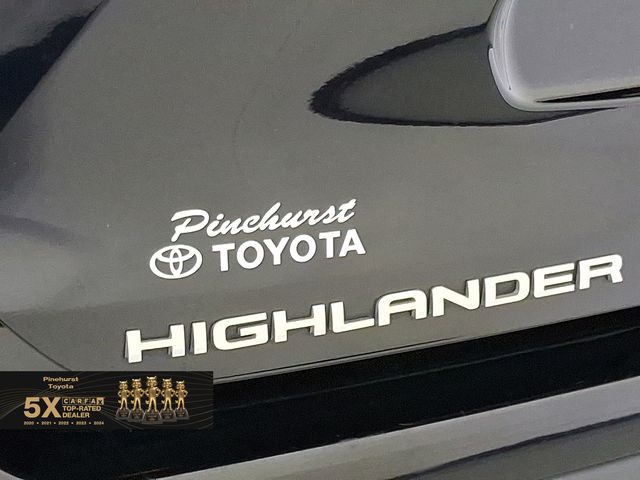 Pinehurst
TOYOTA
HIGHLANDER
Pinehurst
Toyota
5X CARFAX
TOP-RATED
DEALER
2020 • 2021 • 2022 • 2023 • 2024